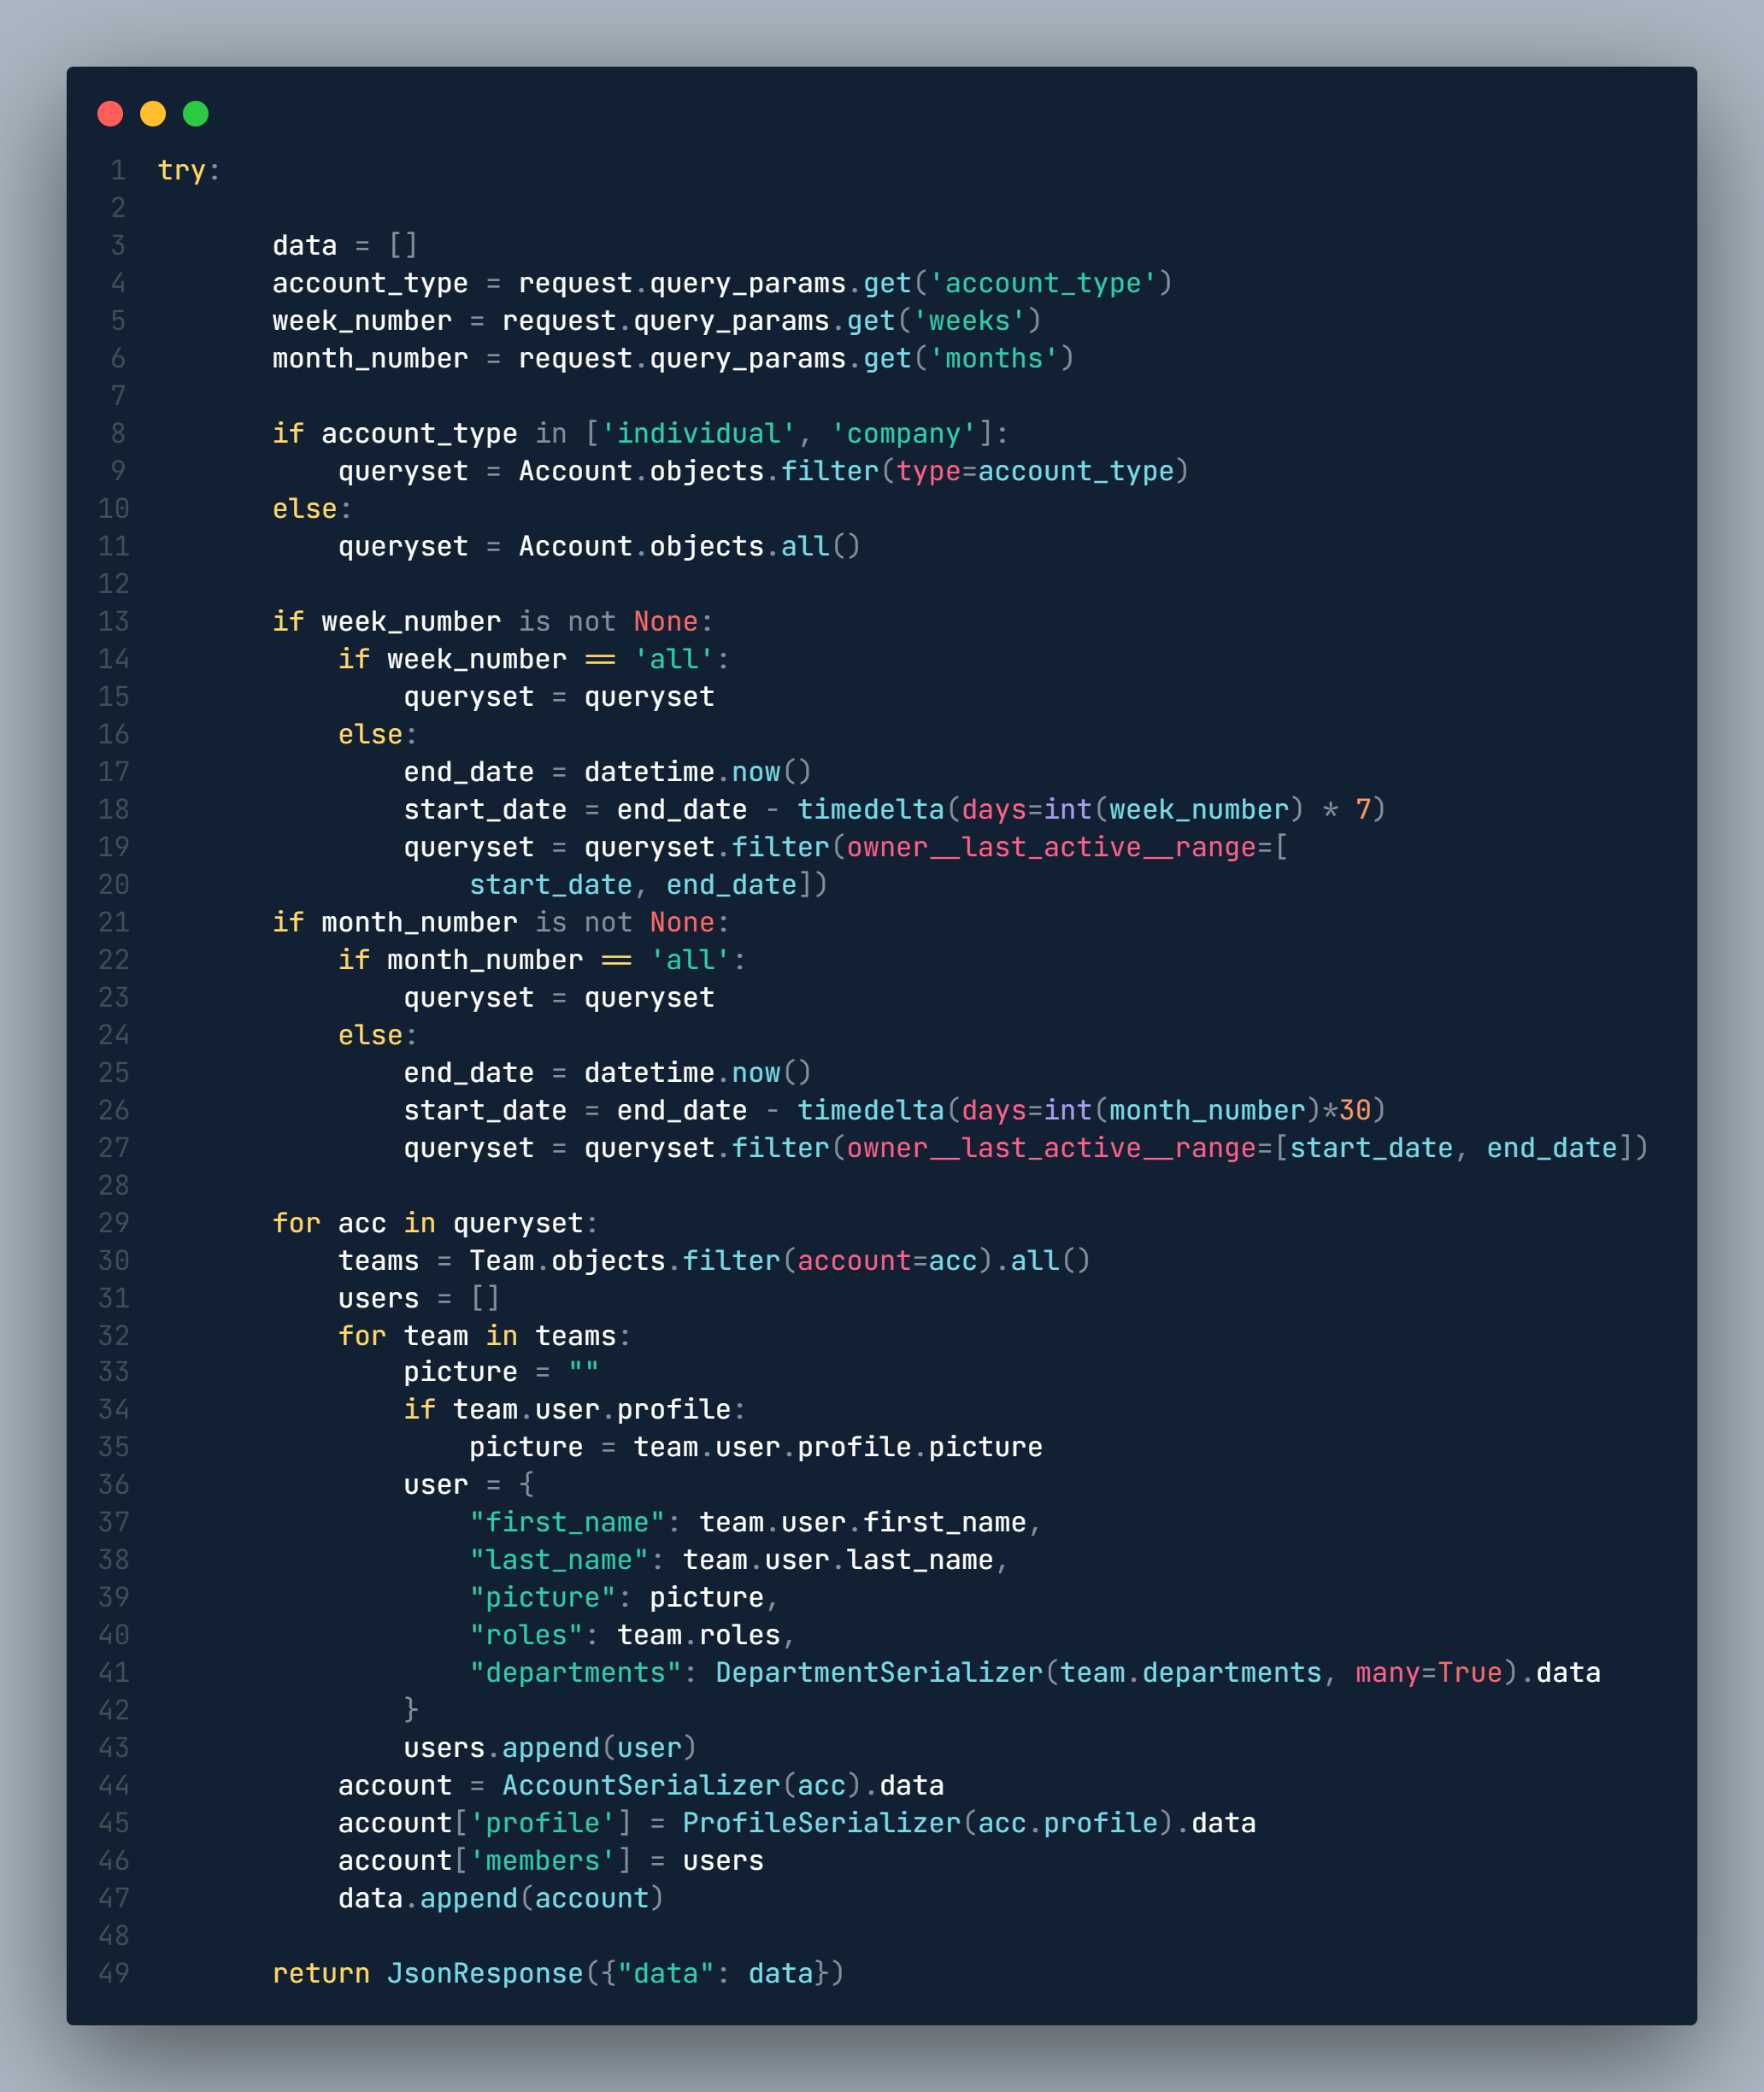 1 try:
2
3 data = []
4 account_type = request.query_params.get('account_type')
5 week_number = request.query_params.get('weeks')
6 month_number = request.query_params.get('months')
7
8 if account_type in ['individual', 'company']:
9 queryset = Account.objects.filter(type=account_type)
10 else:
11 queryset = Account.objects.all()
12
13 if week_number is not None:
14 if week_number == 'all':
15 queryset = queryset
16 else:
17 end_date = datetime.now()
18 start_date = end_date - timedelta(days=int(week_number) * 7)
19 queryset = queryset.filter(owner__last_active__range=[
20 start_date, end_date])
21 if month_number is not None:
22 if month_number == 'all':
23 queryset = queryset
24 else:
25 end_date = datetime.now()
26 start_date = end_date - timedelta(days=int(month_number)*30)
27 queryset = queryset.filter(owner__last_active__range=[start_date, end_date])
28
29 for acc in queryset:
30 teams = Team.objects.filter(account=acc).all()
31 users = []
32 for team in teams:
33 picture = ""
34 if team.user.profile:
35 picture = team.user.profile.picture
36 user = {
37 "first_name": team.user.first_name,
38 "last_name": team.user.last_name,
39 "picture": picture,
40 "roles": team.roles,
41 "departments": DepartmentSerializer(team.departments, many=True).data
42 }
43 users.append(user)
44 account = AccountSerializer(acc).data
45 account['profile'] = ProfileSerializer(acc.profile).data
46 account['members'] = users
47 data.append(account)
48
49 return JsonResponse({"data": data})